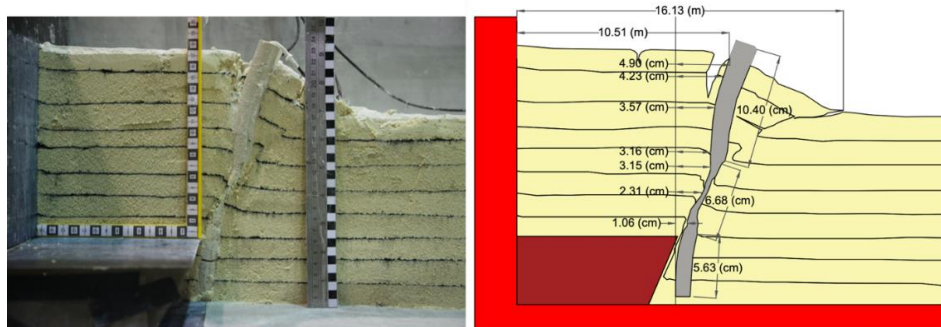 16.13 (m)
10.51 (m)
4.90 (cm)
4.23 (cm)
3.57 (cm)
10.40 (cm)
3.16 (cm)
3.15 (cm)
2.31 (cm)
6.68 (cm)
1.06 (cm)
5.63 (cm)